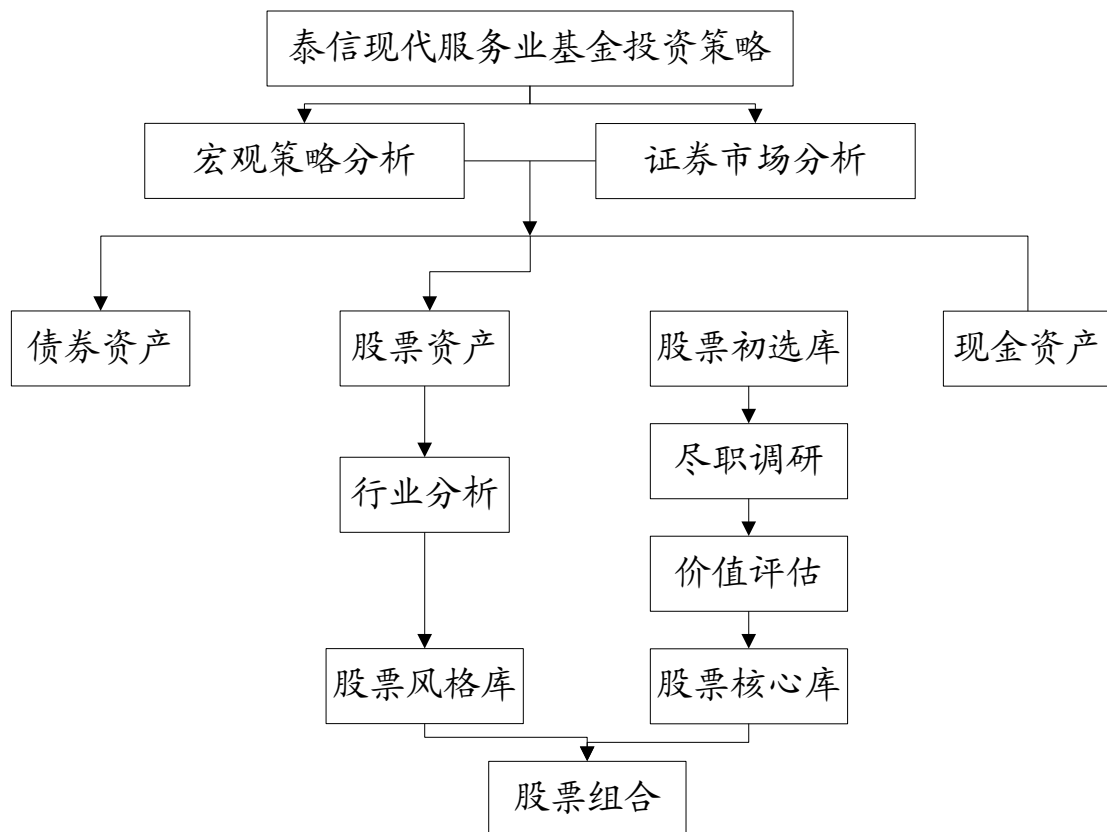 泰信现代服务业基金投资策略
宏观策略分析
证券市场分析
债券资产
股票资产
股票初选库
现金资产
尽职调研
行业分析
价值评估
股票风格库
股票核心库
股票组合